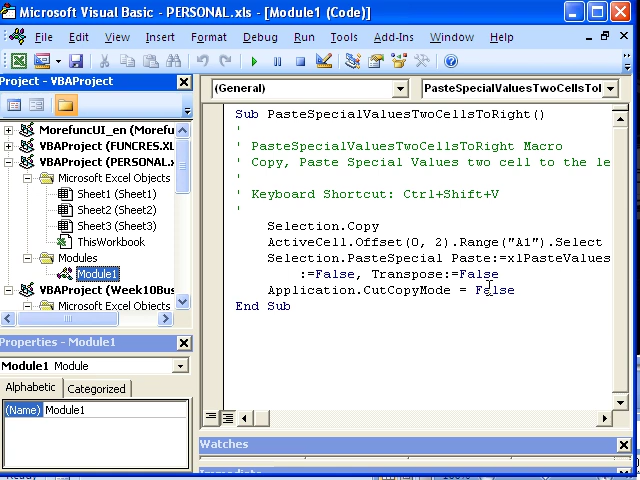 Microsoft Visual Basic - PERSONAL.xls - [Module1 (Code)]
File Edit View Insert Format Debug Run Tools Add-Ins Window Help
Project - VBAProject
MorefuncUI_en (Morefu
VBAProject (FUNCRES.XL
VBAProject (PERSONAL.x
Microsoft Excel Objects
Sheet1 (Sheet1)
Sheet2 (Sheet2)
Sheet3 (Sheet3)
ThisWorkbook
Modules
Module1
VBAProject (Week10Bus
Microsoft Excel Objects
Properties - Module1
Module1 Module
Alphabetic Categorized
(Name) Module1
(General) PasteSpecialValuesTwoCellsTo
Sub PasteSpecialValuesTwoCellsToRight()
'
' PasteSpecialValuesTwoCellsToRight Macro
' Copy, Paste Special Values two cell to the le
'
' Keyboard Shortcut: Ctrl+Shift+V
'
Selection.Copy
ActiveCell.Offset(0, 2).Range("A1").Select
Selection.PasteSpecial Paste:=xlPasteValues
:=False, Transpose:=False
Application.CutCopyMode = False
End Sub
Watches
Immediate